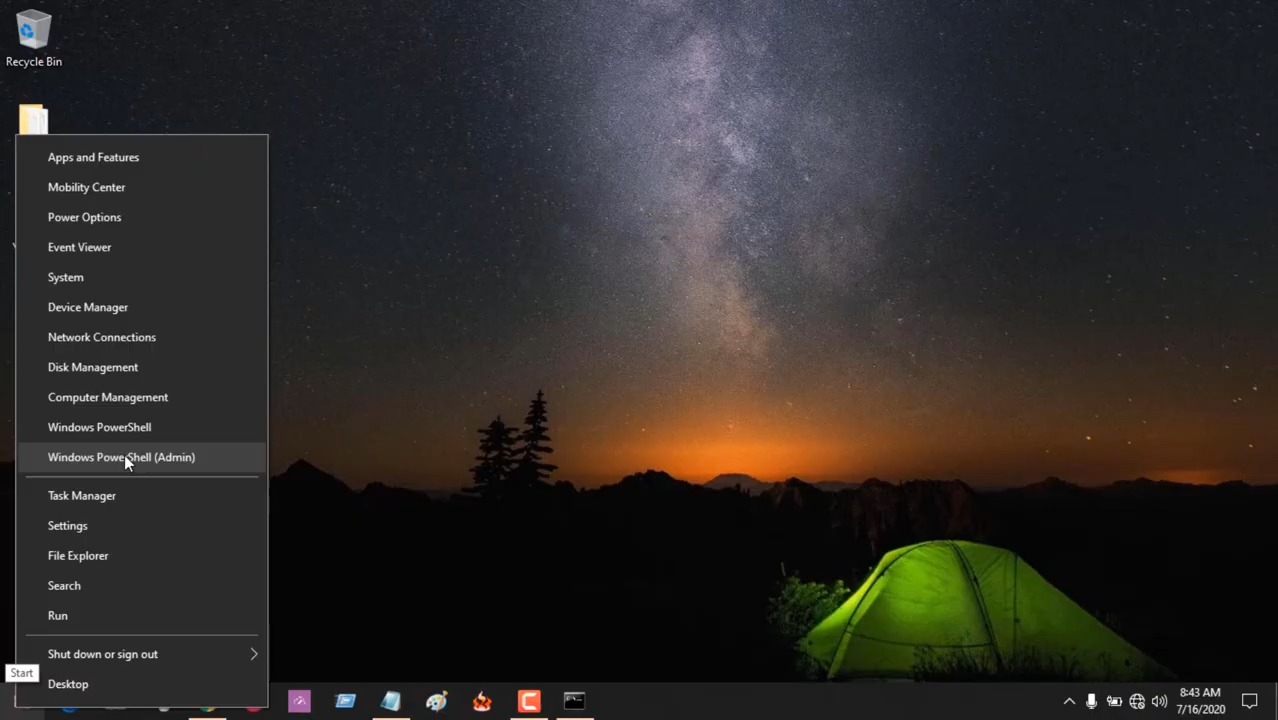 Recycle Bin
Apps and Features
Mobility Center
Power Options
Event Viewer
System
Device Manager
Network Connections
Disk Management
Computer Management
Windows PowerShell
Windows PowerShell (Admin)
Task Manager
Settings
File Explorer
Search
Run
Shut down or sign out
Start
Desktop
8:43 AM
7/16/2020